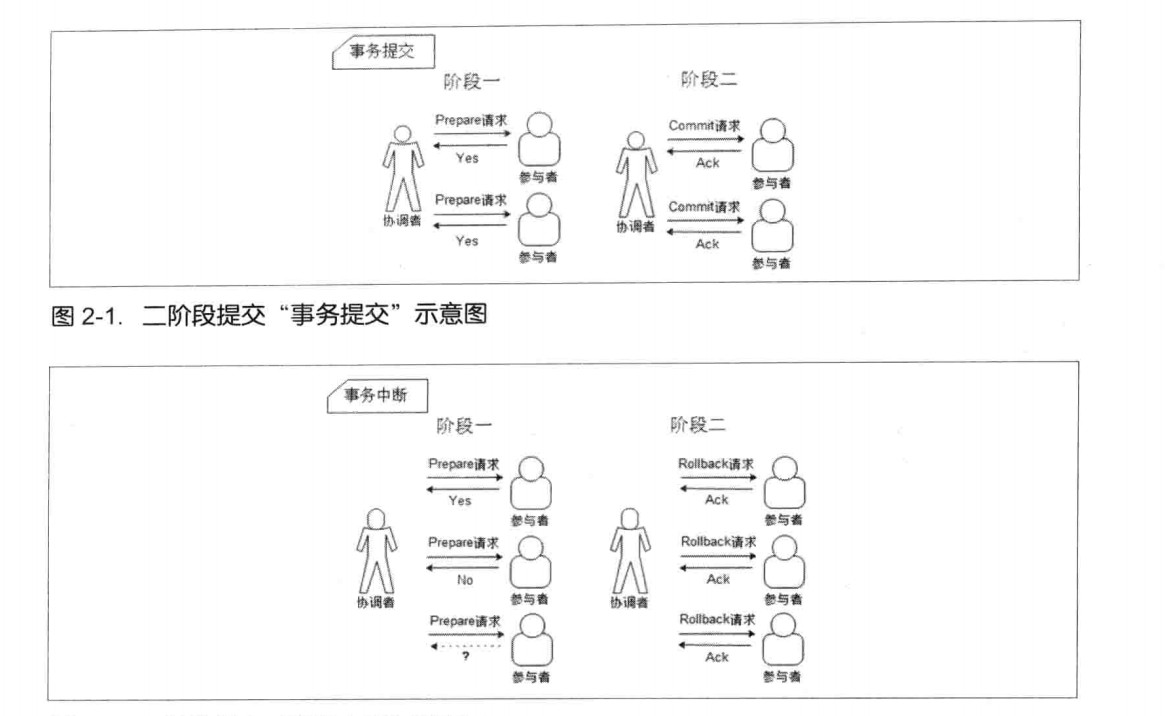 事务提交
阶段一 阶段二
Prepare请求 Commit请求
Yes Ack
参与者 参与者
Prepare请求 Commit请求
协调者 协调者
Yes Ack
参与者 参与者
图 2-1. 二阶段提交“事务提交”示意图
事务中断
阶段一 阶段二
Prepare请求 Rollback请求
Yes Ack
参与者 参与者
Prepare请求 Rollback请求
No Ack
协调者 参与者 协调者 参与者
Prepare请求 Rollback请求
? Ack
参与者 参与者